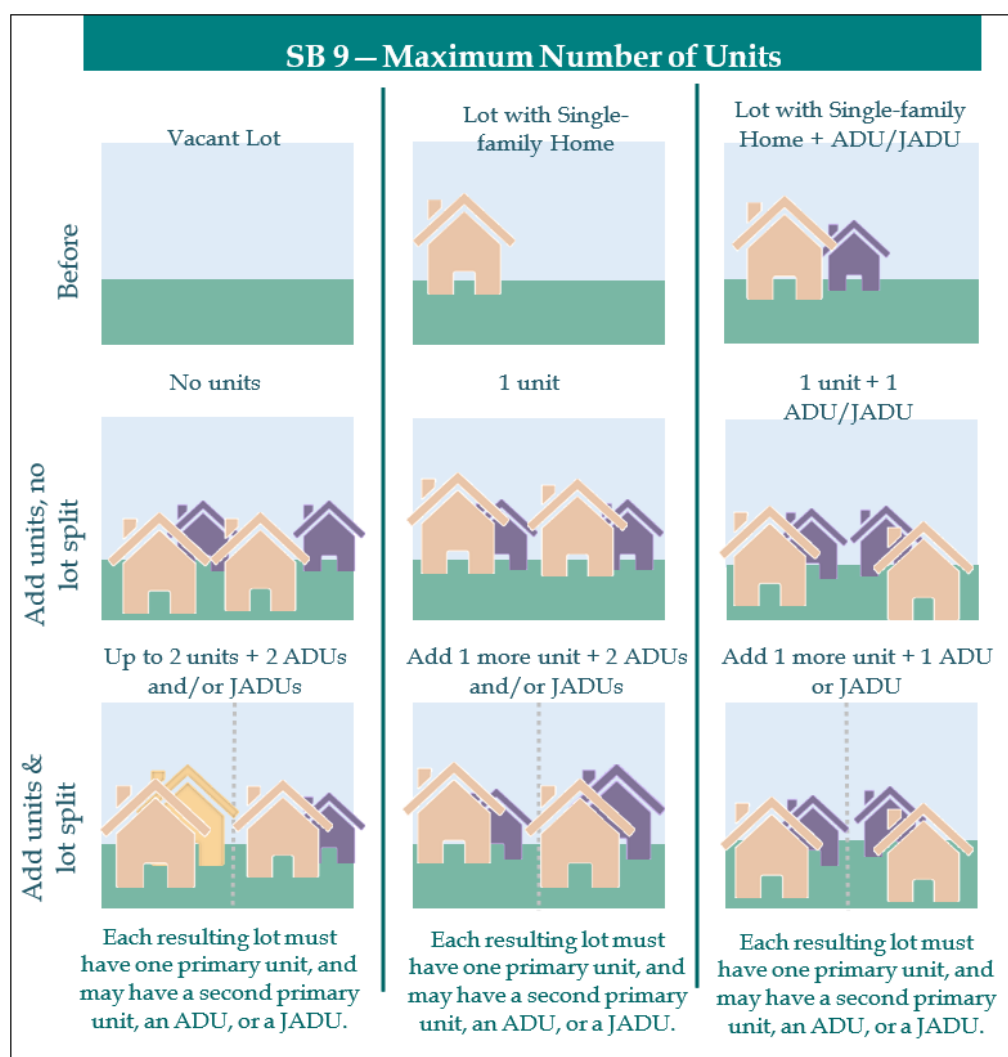 SB 9 – Maximum Number of Units
Vacant Lot
Lot with Single-
family Home
Lot with Single-family
Home + ADU/JADU
Before
No units
1 unit
1 unit + 1
ADU/JADU
Add units, no
lot split
Up to 2 units + 2 ADUs
and/or JADUs
Add 1 more unit + 2 ADUs
and/or JADUs
Add 1 more unit + 1 ADU
or JADU
Add units &
lot split
Each resulting lot must
have one primary unit, and
may have a second primary
unit, an ADU, or a JADU.
Each resulting lot must
have one primary unit, and
may have a second primary
unit, an ADU, or a JADU.
Each resulting lot must
have one primary unit, and
may have a second primary
unit, an ADU, or a JADU.